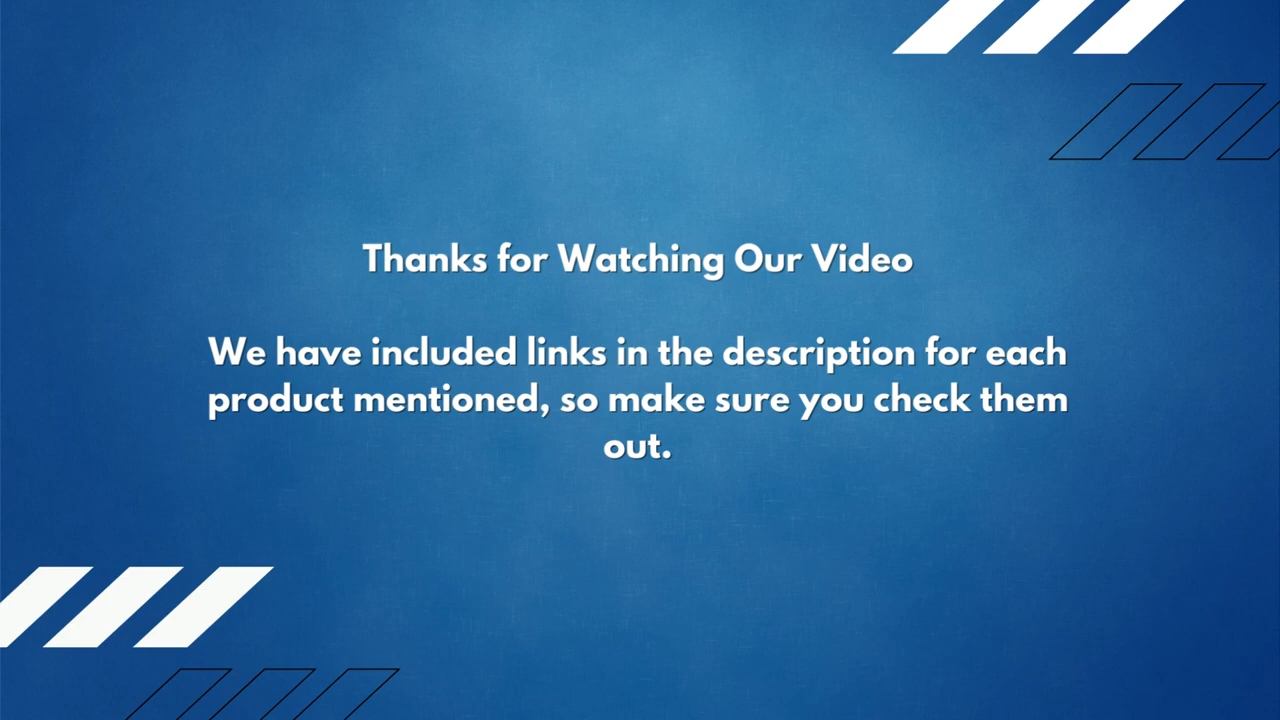 Thanks for Watching Our Video
We have included links in the description for each
product mentioned, so make sure you check them
out.